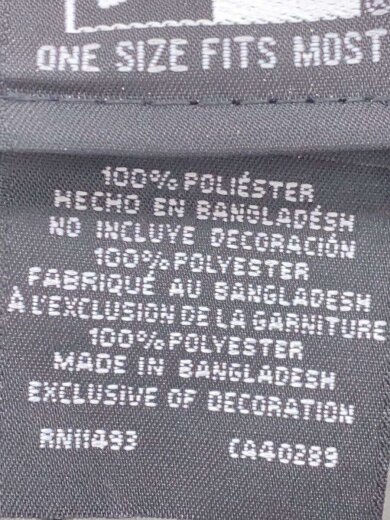 ONE SIZE FITS MOST
100% POLIÉSTER
HECHO EN BANGLADÉSH
NO INCLUYE DECORACIÓN
100% POLYESTER
FABRIQUÉ AU BANGLADESH
À L'EXCLUSION DE LA GARNITURE
100% POLYESTER
MADE IN BANGLADESH
EXCLUSIVE OF DECORATION
RN11493 CA40289